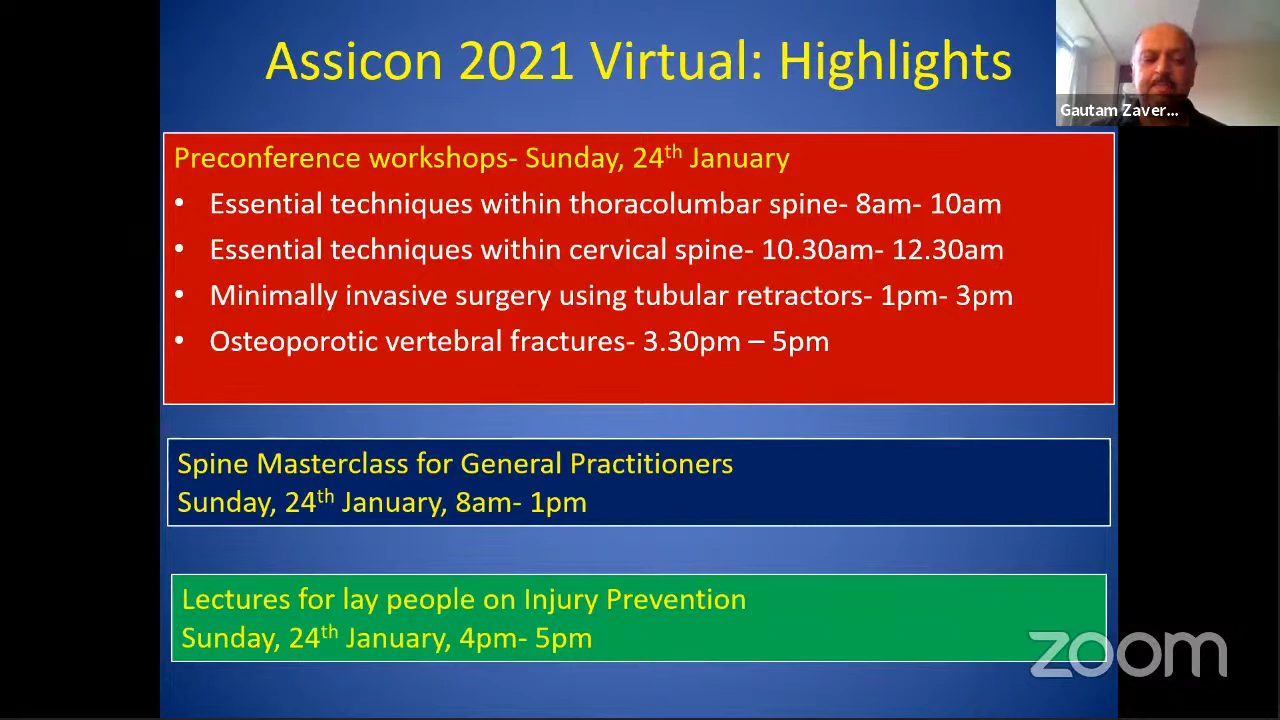 Assicon 2021 Virtual: Highlights
Gautam Zaver...
Preconference workshops- Sunday, 24th January
• Essential techniques within thoracolumbar spine- 8am- 10am
• Essential techniques within cervical spine- 10.30am- 12.30am
• Minimally invasive surgery using tubular retractors- 1pm- 3pm
• Osteoporotic vertebral fractures- 3.30pm – 5pm
Spine Masterclass for General Practitioners
Sunday, 24th January, 8am- 1pm
Lectures for lay people on Injury Prevention
Sunday, 24th January, 4pm- 5pm
zoom